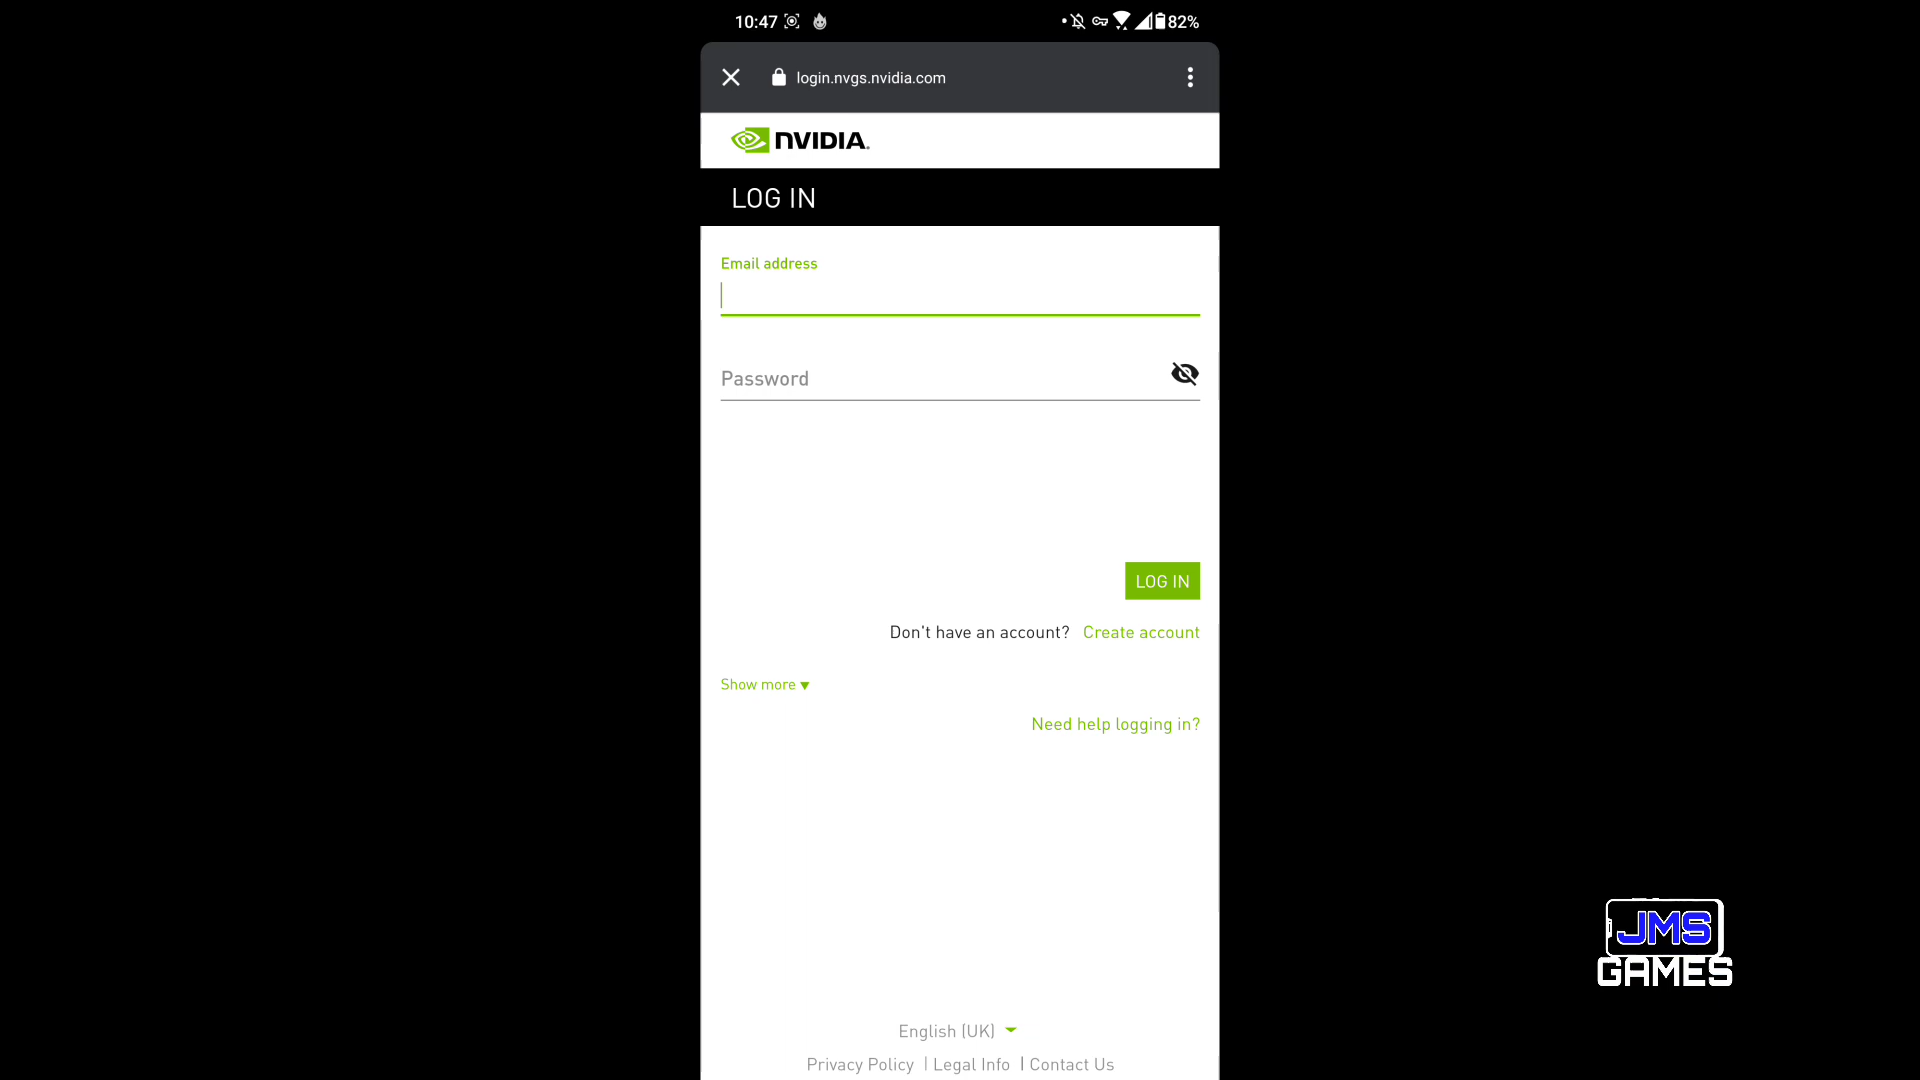 10:47 82%
login.nvgs.nvidia.com
NVIDIA.
LOG IN
Email address
Password
LOG IN
Don't have an account? Create account
Show more
Need help logging in?
JMS
GAMES
English (UK)
Privacy Policy | Legal Info | Contact Us